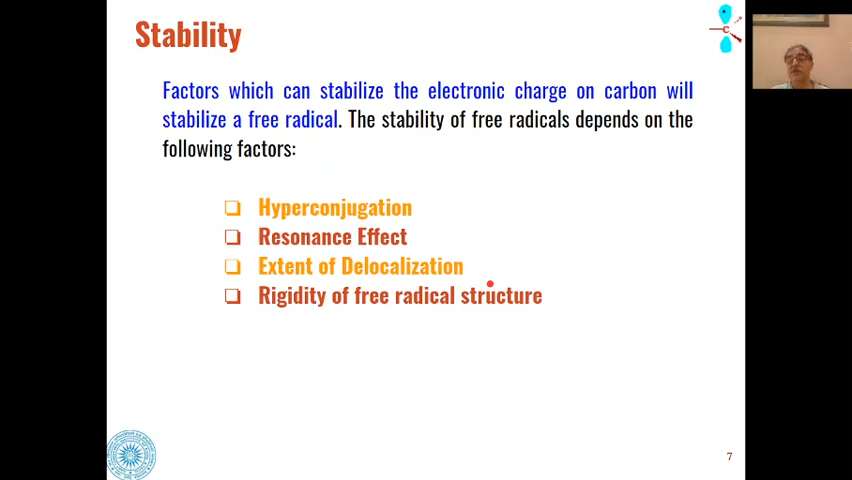 Stability
Factors which can stabilize the electronic charge on carbon will
stabilize a free radical. The stability of free radicals depends on the
following factors:
❑ Hyperconjugation
❑ Resonance Effect
❑ Extent of Delocalization
❑ Rigidity of free radical structure
C
7